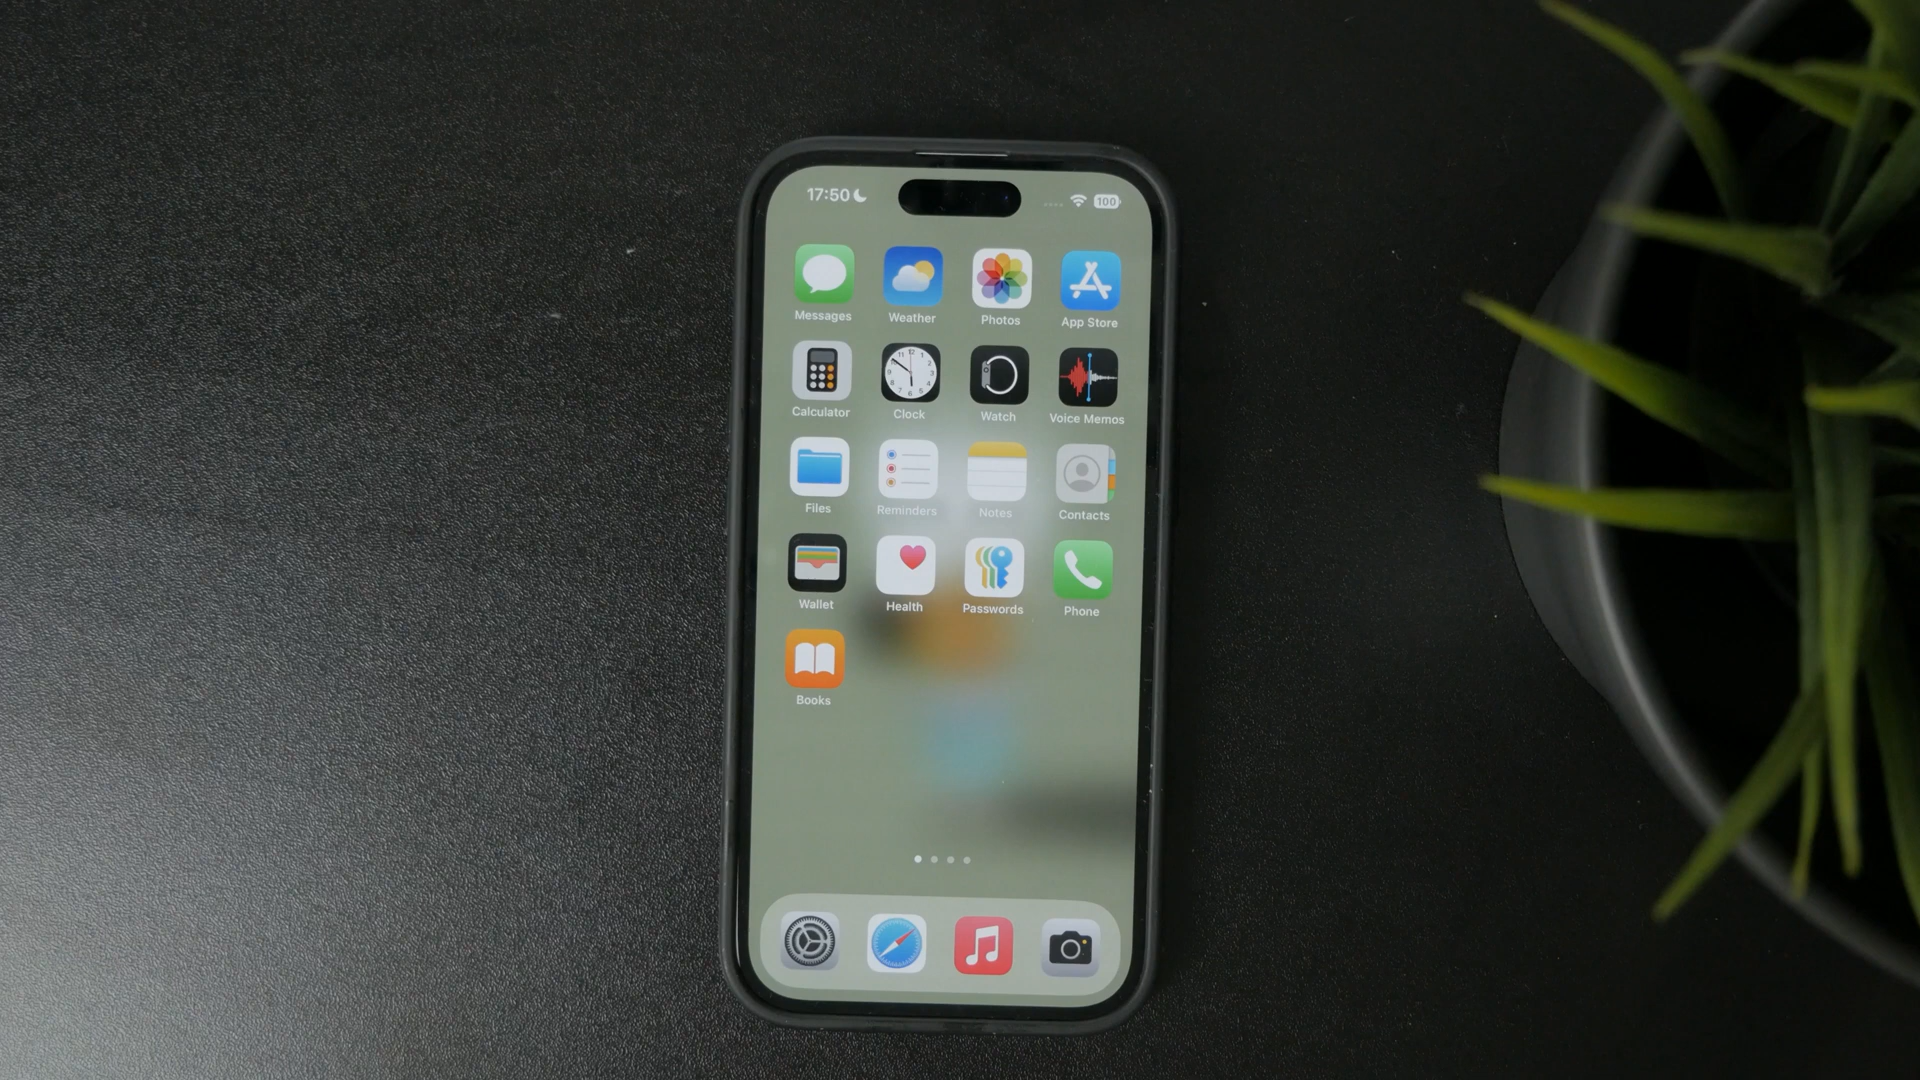 17:50 100
Messages Weather Photos App Store
Calculator Clock Watch Voice Memos
Files Reminders Notes Contacts
Wallet Health Passwords Phone
Books